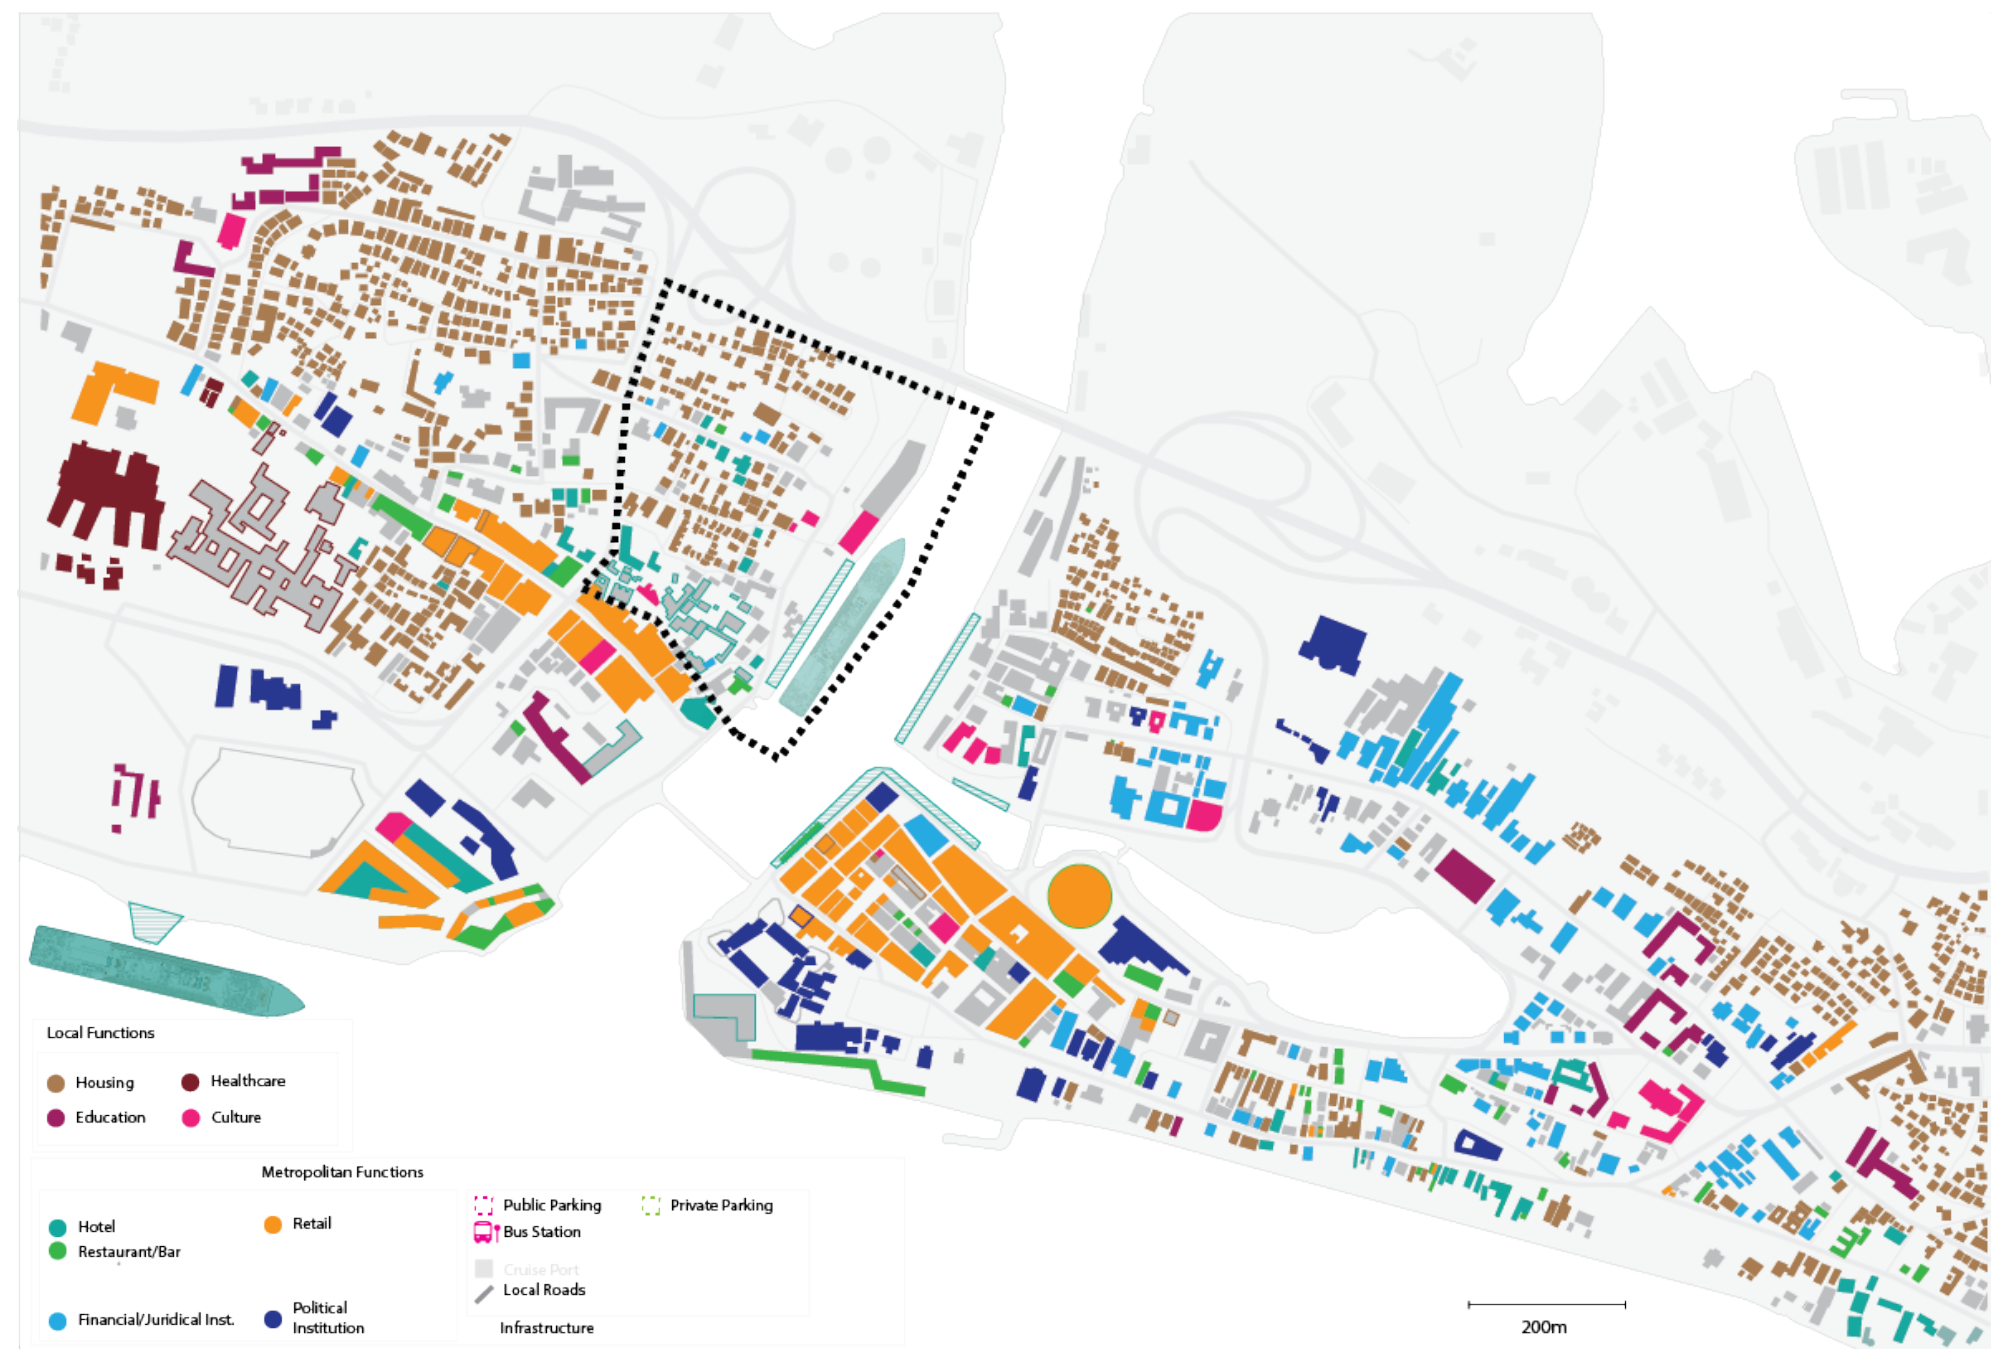 Local Functions
Housing
Healthcare
Education
Culture
Metropolitan Functions
Hotel
Retail
Restaurant/Bar
Financial/Juridical Inst.
Political
Institution
Public Parking
Private Parking
Bus Station
Cruise Port
Local Roads
Infrastructure
200m